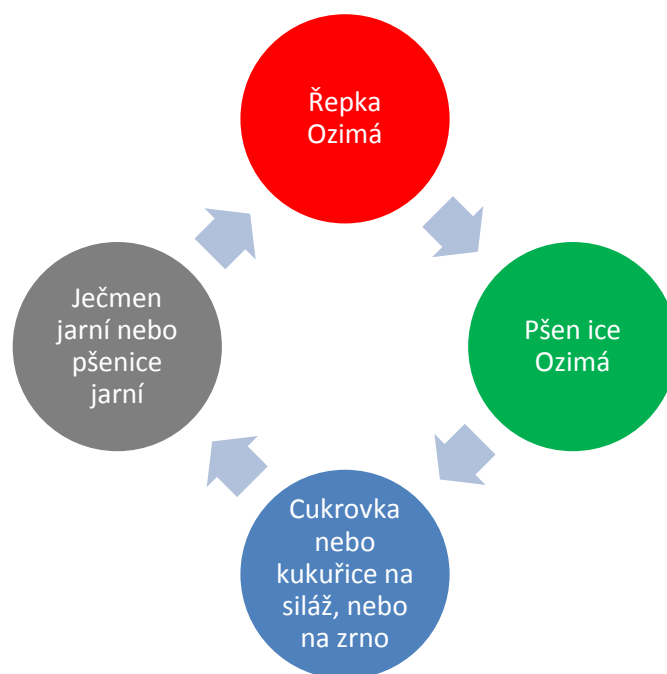 Řepka
Ozimá
Pšen ice
Ozimá
Cukrovka
nebo
kukuřice na
siláž, nebo
na zrno
Ječmen
jarní nebo
pšenice
jarní